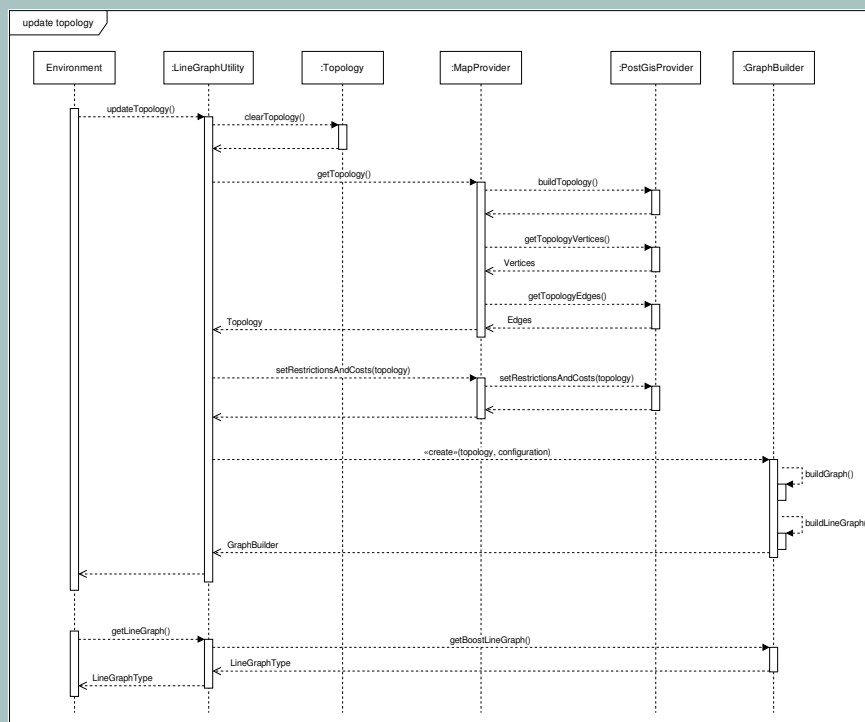 update topology
Environment
:LineGraphUtility
:Topology
:MapProvider
:PostGisProvider
:GraphBuilder
updateTopology()
clearTopology()
getTopology()
buildTopology()
getTopologyVertices()
Vertices
getTopologyEdges()
Edges
Topology
setRestrictionsAndCosts(topology)
setRestrictionsAndCosts(topology)
«create»(topology, configuration)
buildGraph()
buildLineGraph(
GraphBuilder
getLineGraph()
getBoostLineGraph()
LineGraphType
LineGraphType